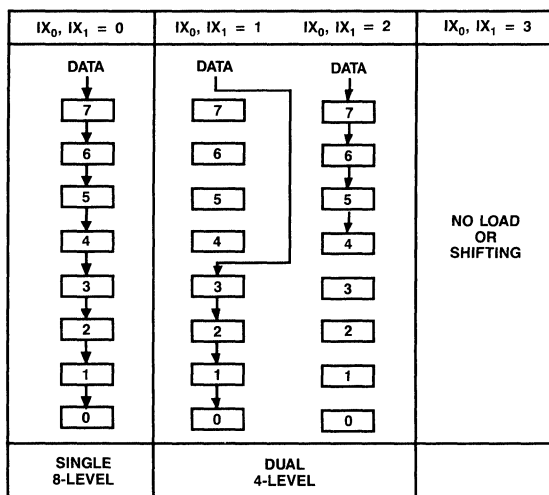 IX₀, IX₁ = 0
IX₀, IX₁ = 1
IX₀, IX₁ = 2
IX₀, IX₁ = 3
DATA
7
6
5
4
3
2
1
0
DATA
7
6
5
4
3
2
1
0
DATA
7
6
5
4
3
2
1
0
NO LOAD
OR
SHIFTING
SINGLE
8-LEVEL
DUAL
4-LEVEL